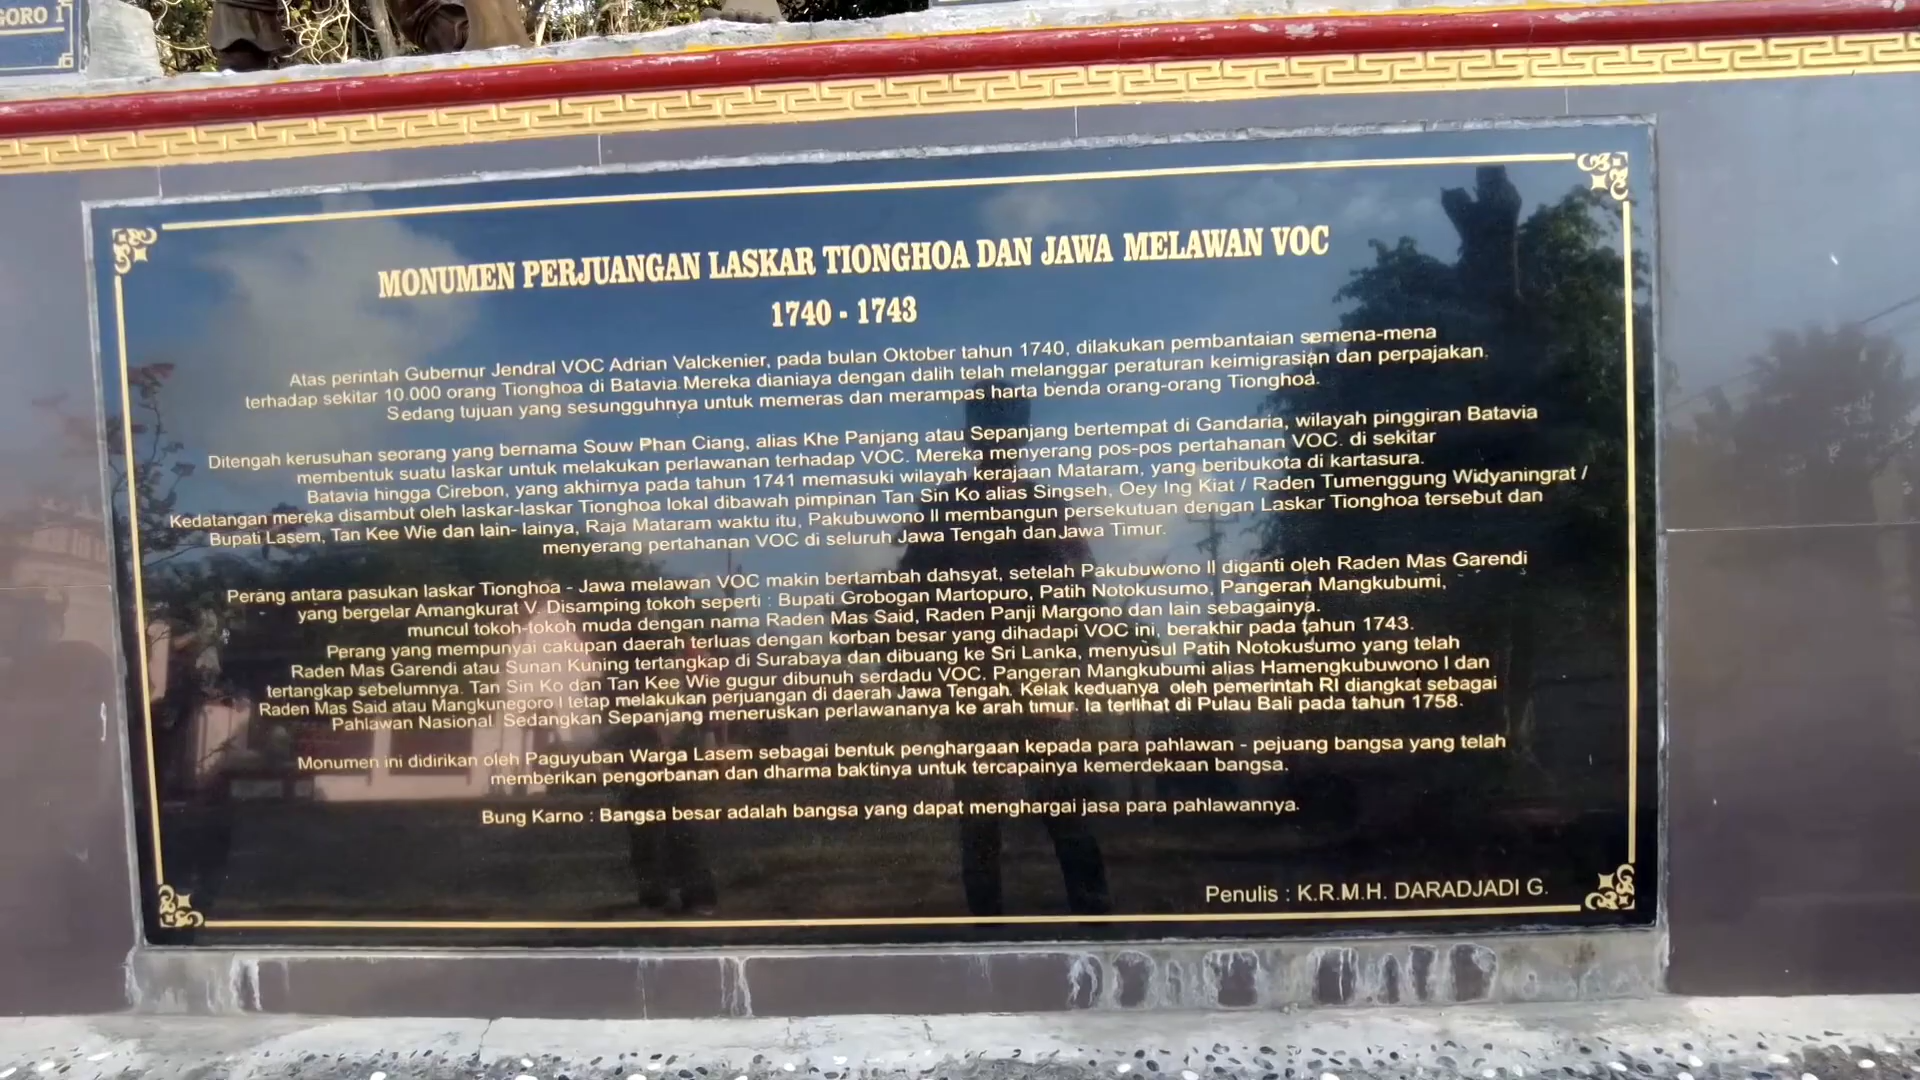 GORO 1
MONUMEN PERJUANGAN LASKAR TIONGHOA DAN JAWA MELAWAN VOC
1740 - 1743
Atas perintah Gubernur Jendral VOC Adrian Valckenier, pada bulan Oktober tahun 1740, dilakukan pembantaian semena-mena
terhadap sekitar 10.000 orang Tionghoa di Batavia Mereka dianiaya dengan dalih telah melanggar peraturan keimigrasian dan perpajakan.
Sedang tujuan yang sesungguhnya untuk memeras dan merampas harta benda orang-orang Tionghoa.
Ditengah kerusuhan seorang yang bernama Souw Phan Ciang, alias Khe Panjang atau Sepanjang bertempat di Gandaria, wilayah pinggiran Batavia
membentuk suatu laskar untuk melakukan perlawanan terhadap VOC. Mereka menyerang pos-pos pertahanan VOC. di sekitar
Batavia hingga Cirebon, yang akhirnya pada tahun 1741 memasuki wilayah kerajaan Mataram, yang beribukota di kartasura.
Kedatangan mereka disambut oleh laskar-laskar Tionghoa lokal dibawah pimpinan Tan Sin Ko alias Singseh, Oey Ing Kiat / Raden Tumenggung Widyaningrat /
Bupati Lasem, Tan Kee Wie dan lain- lainya, Raja Mataram waktu itu, Pakubuwono II membangun persekutuan dengan Laskar Tionghoa tersebut dan
menyerang pertahanan VOC di seluruh Jawa Tengah dan Jawa Timur.
Perang antara pasukan laskar Tionghoa - Jawa melawan VOC makin bertambah dahsyat, setelah Pakubuwono II diganti oleh Raden Mas Garendi
yang bergelar Amangkurat V. Disamping tokoh seperti : Bupati Grobogan Martopuro, Patih Notokusumo, Pangeran Mangkubumi,
muncul tokoh-tokoh muda dengan nama Raden Mas Said, Raden Panji Margono dan lain sebagainya.
Perang yang mempunyai cakupan daerah terluas dengan korban besar yang dihadapi VOC ini, berakhir pada tahun 1743.
Raden Mas Garendi atau Sunan Kuning tertangkap di Surabaya dan dibuang ke Sri Lanka, menyusul Patih Notokusumo yang telah
tertangkap sebelumnya. Tan Sin Ko dan Tan Kee Wie gugur dibunuh serdadu VOC. Pangeran Mangkubumi alias Hamengkubuwono I dan
Raden Mas Said atau Mangkunegoro I tetap melakukan perjuangan di daerah Jawa Tengah. Kelak keduanya oleh pemerintah RI diangkat sebagai
Pahlawan Nasional. Sedangkan Sepanjang meneruskan perlawananya ke arah timur. Ia terlihat di Pulau Bali pada tahun 1758.
Monumen ini didirikan oleh Paguyuban Warga Lasem sebagai bentuk penghargaan kepada para pahlawan - pejuang bangsa yang telah
memberikan pengorbanan dan dharma baktinya untuk tercapainya kemerdekaan bangsa.
Bung Karno : Bangsa besar adalah bangsa yang dapat menghargai jasa para pahlawannya.
Penulis : K.R.M.H. DARADJADI G.